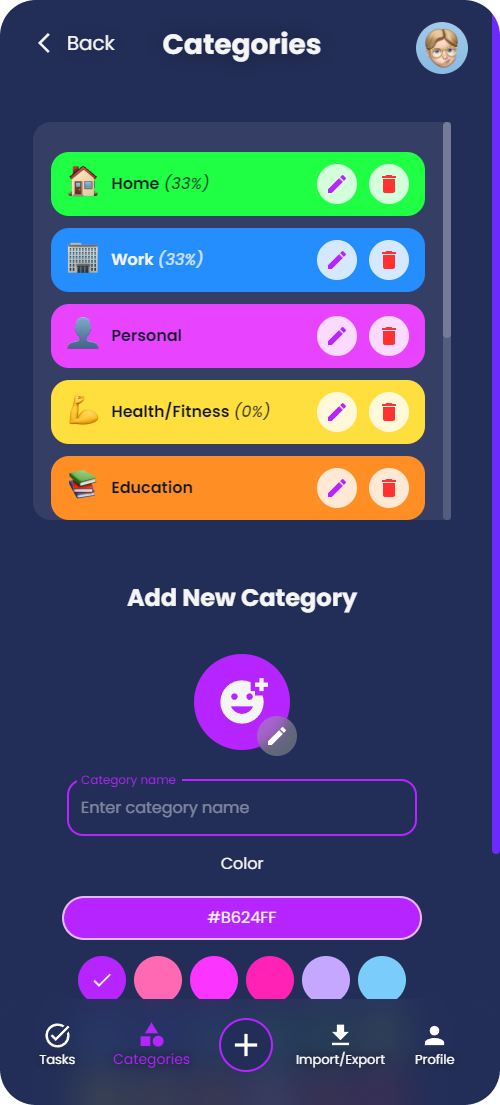 Back
Categories
Home (33%)
Work (33%)
Personal
Health/Fitness (0%)
Education
Add New Category
Category name
Enter category name
Color
#B624FF
Tasks
Categories
Import/Export
Profile